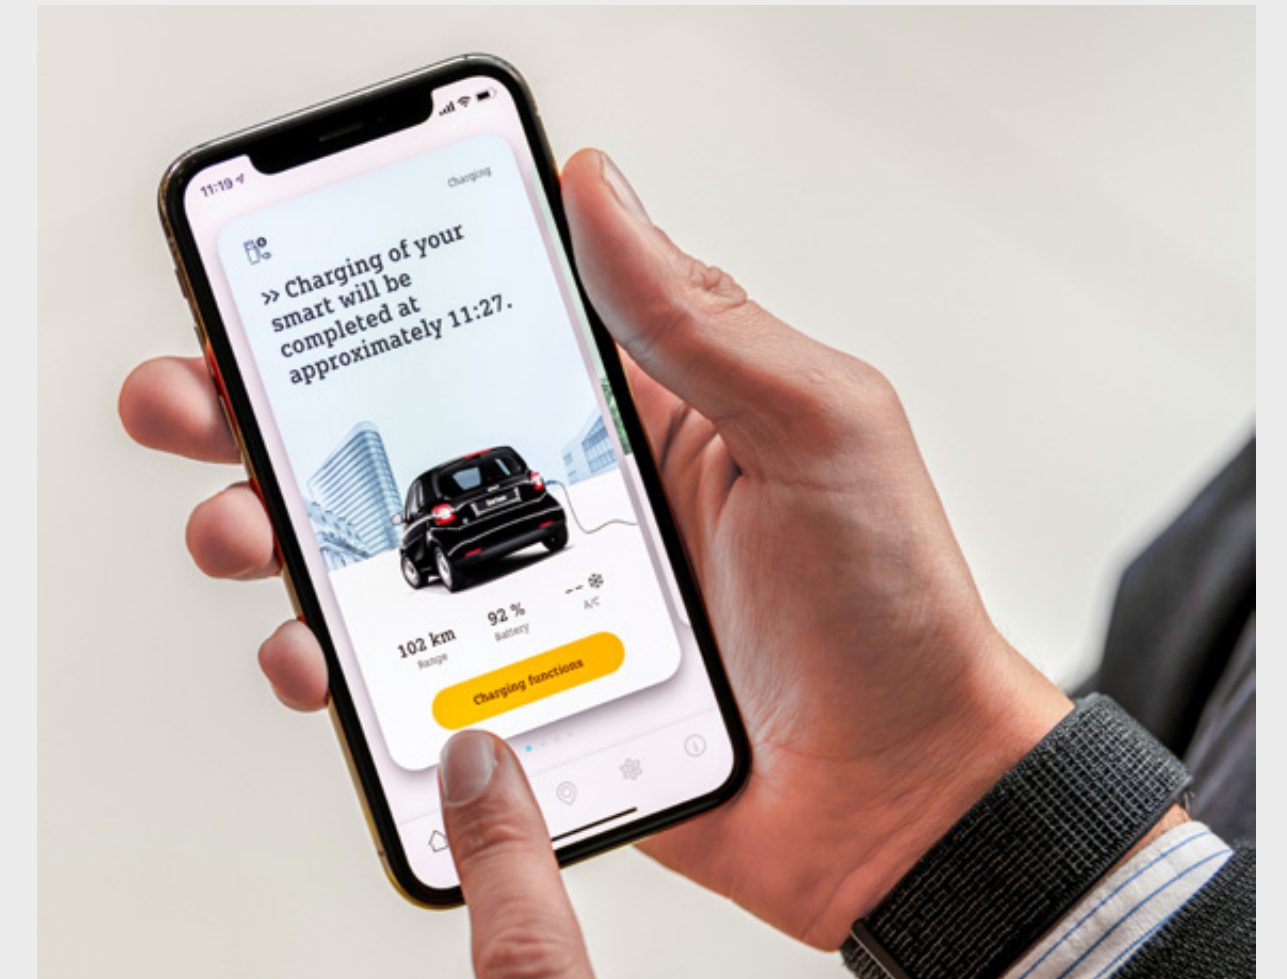 11:19
Charging
>> Charging of your
smart will be
completed at
approximately 11:27.
102 km
92 %
--
Range
Battery
A/C
Charging functions